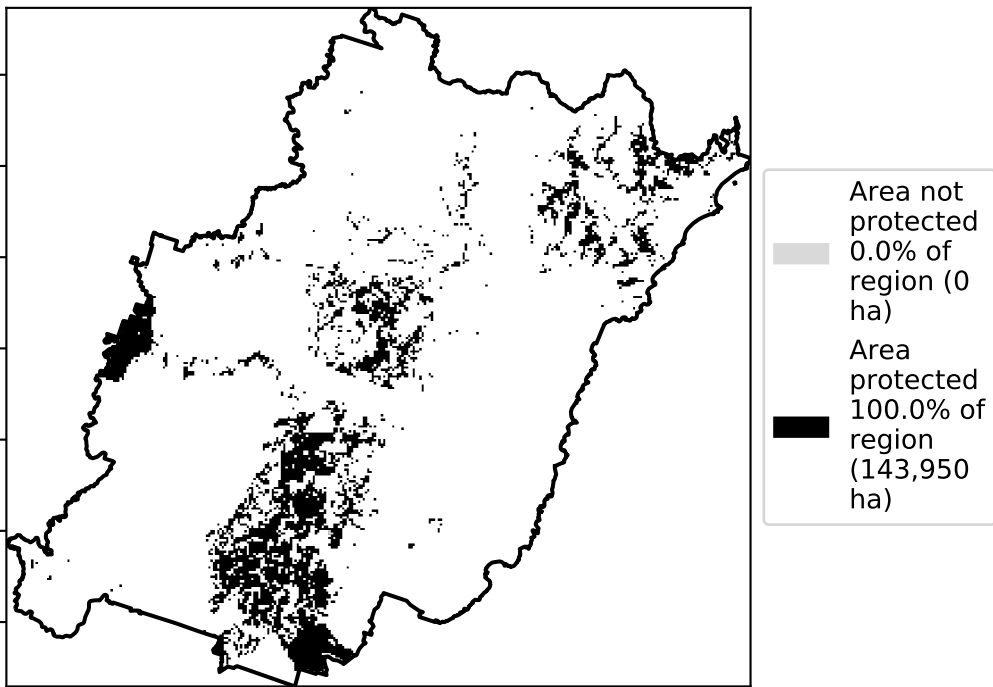 Area not
protected
0.0% of
region (0
ha)
Area
protected
100.0% of
region
(143,950
ha)